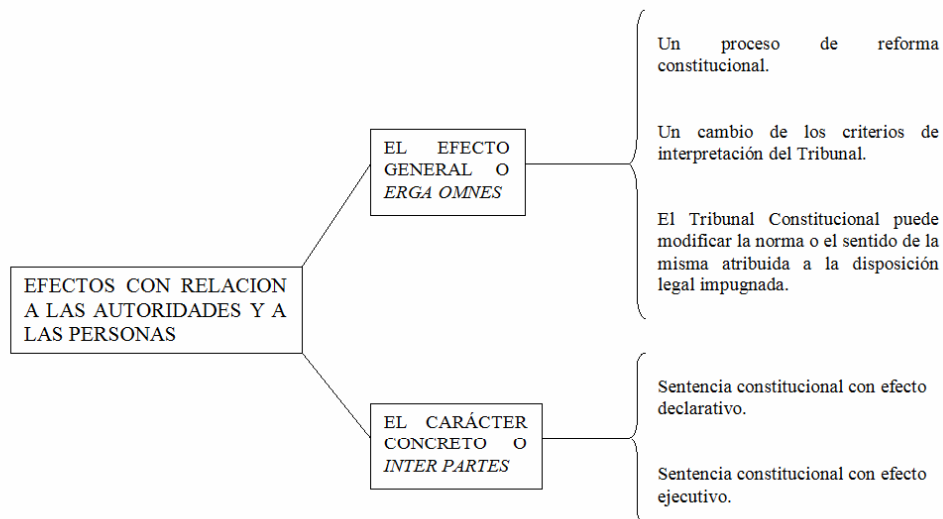 EFECTOS CON RELACION
A LAS AUTORIDADES Y A
LAS PERSONAS
EL EFECTO
GENERAL O
ERGA OMNES
Un proceso de reforma
constitucional.
Un cambio de los criterios de
interpretación del Tribunal.
El Tribunal Constitucional puede
modificar la norma o el sentido de la
misma atribuida a la disposición
legal impugnada.
EL CARÁCTER
CONCRETO O
INTER PARTES
Sentencia constitucional con efecto
declarativo.
Sentencia constitucional con efecto
ejecutivo.